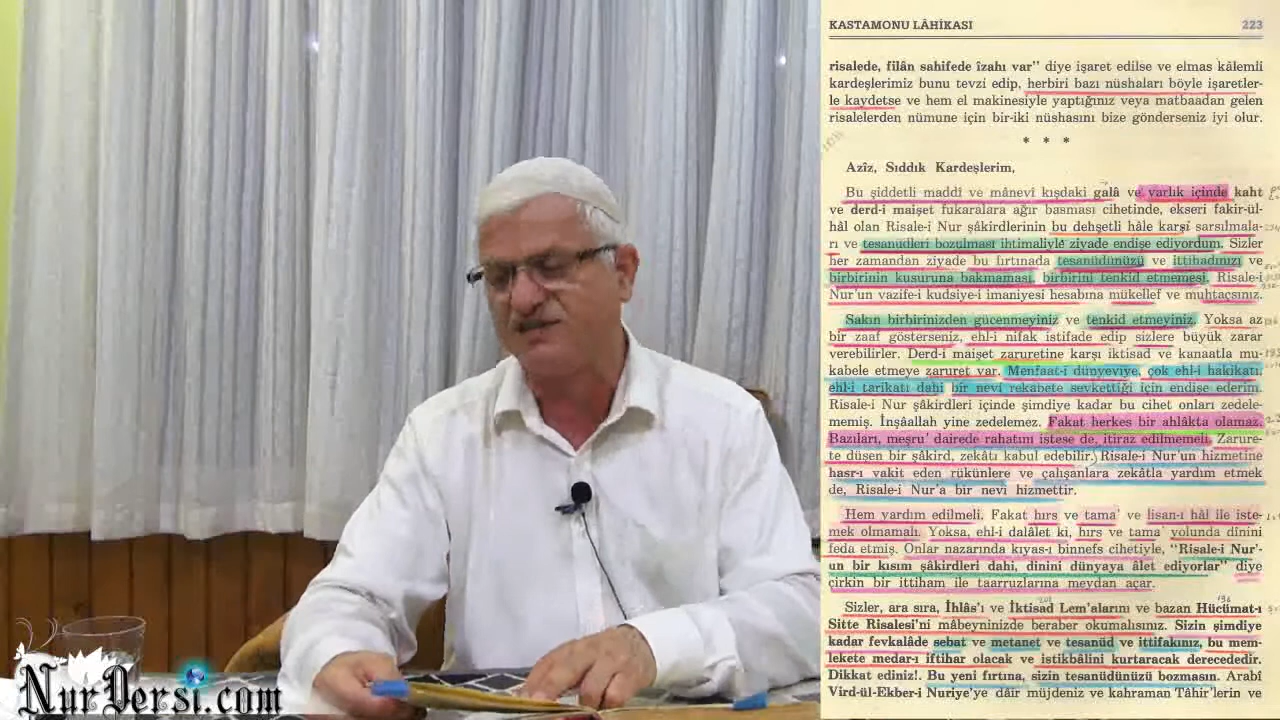 KASTAMONU LÂHİKASI 223
risalede, filân sahifede îzahı var" diye işaret edilse ve elmas kâlemli
kardeşlerimiz bunu tevzi edip, herbiri bazı nüshaları böyle işaretler-
le kaydetse ve hem el makinesiyle yaptığınız veya matbaadan gelen
risalelerden nümune için bir-iki nüshasını bize gönderseniz iyi olur.
* * *
Azîz, Sıddık Kardeşlerim,
Bu şiddetli maddî ve mânevî kışdaki galâ ve varlık içinde kaht
ve derd-i maişet fukaralara ağır basması cihetinde, ekseri fakir-ül-
hâl olan Risale-i Nur şâkirdlerinin bu dehşetli hâle karşı sarsılmala-
rı ve tesanüdleri bozulması ihtimaliyle ziyade endişe ediyordum. Sizler
her zamandan ziyade bu fırtınada tesanüdünüzü ve ittihadınızı ve
birbirinin kusuruna bakmaması, birbirini tenkid etmemesi, Risale-i
Nur'un vazife-i kudsiye-i imaniyesi hesabına mükellef ve muhtaçsınız.
Sakın birbirinizden gücenmeyiniz ve tenkid etmeyiniz. Yoksa az
bir zaaf gösterseniz, ehl-i nifak istifade edip sizlere büyük zarar
verebilirler. Derd-i maişet zaruretine karşı iktisad ve kanaatla mu-
kabele etmeye zaruret var. Menfaat-i dünyeviye, çok ehl-i hakikatı,
ehl-i tarikatı dahi bir nevi rekabete sevkettiği için endişe ederim.
Risale-i Nur şâkirdleri içinde şimdiye kadar bu cihet onları zedele-
memiş. İnşâallah yine zedelemez. Fakat herkes bir ahlâkta olamaz.
Bazıları, meşru' dairede rahatını istese de, itiraz edilmemeli. Zarure-
te düşen bir şâkird, zekâtı kabul edebilir. Risale-i Nur'un hizmetine
hasr-ı vakit eden rükünlere ve çalışanlara zekâtla yardım etmek
de, Risale-i Nur'a bir nevi hizmettir.
Hem yardım edilmeli. Fakat hırs ve tama' ve lisan-ı hâl ile iste-
mek olmamalı. Yoksa, ehl-i dalâlet ki, hırs ve tama' yolunda dînini
feda etmiş. Onlar nazarında kıyas-ı binnefs cihetiyle, "Risale-i Nur'-
un bir kısım şâkirdleri dahi, dinini dünyaya âlet ediyorlar" diye
çirkin bir ittiham ile taarruzlarına meydan açar.
Sizler, ara sıra, İhlâs'ı ve İktisad Lem'alarını ve bazan Hücümat-ı
Sitte Risalesi'ni mâbeyninizde beraber okumalısınız. Sizin şimdiye
kadar fevkalâde sebat ve metanet ve tesanüd ve ittifakınız, bu mem-
lekete medar-ı iftihar olacak ve istikbâlini kurtaracak derecededir.
Dikkat ediniz!. Bu yeni fırtına, sizin tesanüdünüzü bozmasın. Arabî
Vird-ül-Ekber-i Nuriye'ye dâir müjdeniz ve kahraman Tâhir'lerin ve
NurDersi.com